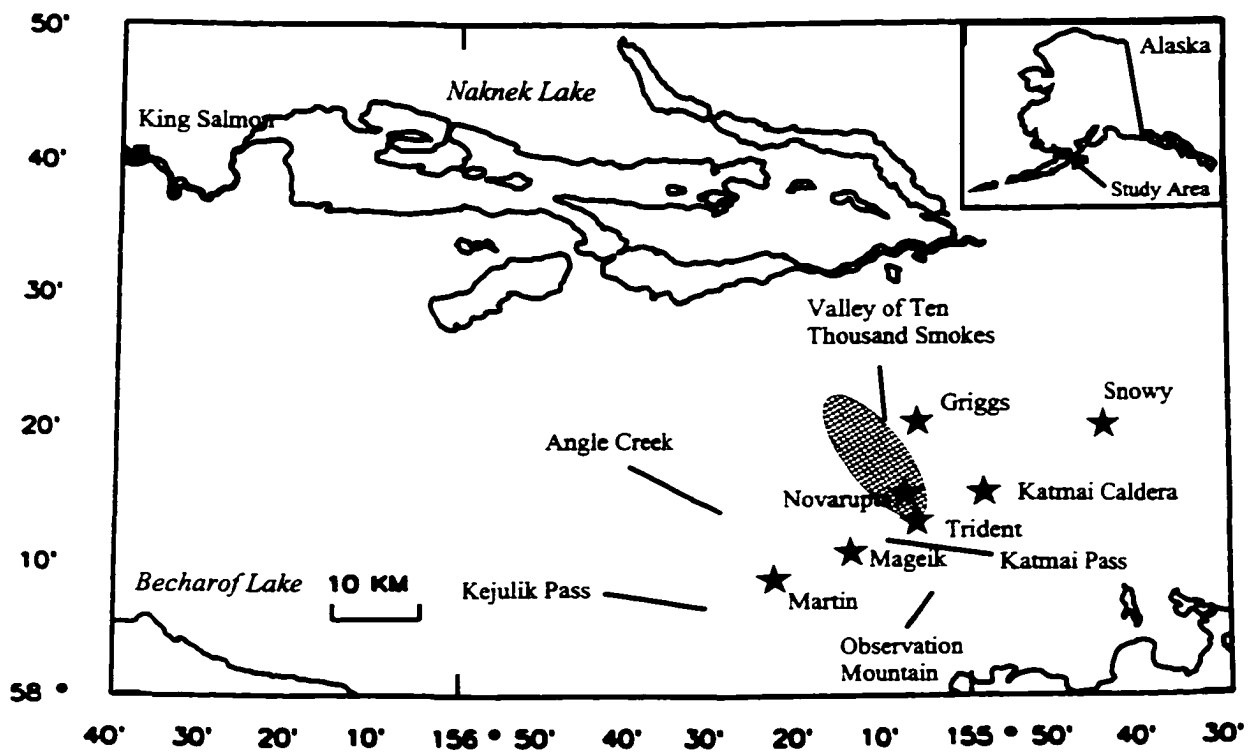 50'
Alaska
Naknek Lake
King Salmon
40'
Study Area
30'
Valley of Ten
Thousand Smokes
Snowy
Griggs
20'
Angle Creek
Novarupta
Katmai Caldera
Trident
10'
Mageik
Katmai Pass
Becharof Lake
10 KM
Kejulik Pass
Martin
Observation
Mountain
58°
40' 30' 20' 10' 156° 50' 40' 30' 20' 10' 155° 50' 40' 30'